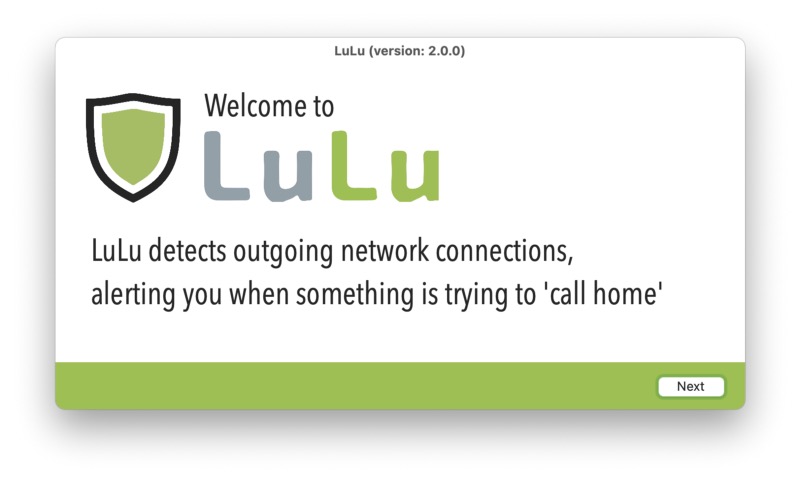 LuLu (version: 2.0.0)
Welcome to
LuLu
LuLu detects outgoing network connections,
alerting you when something is trying to 'call home'
Next